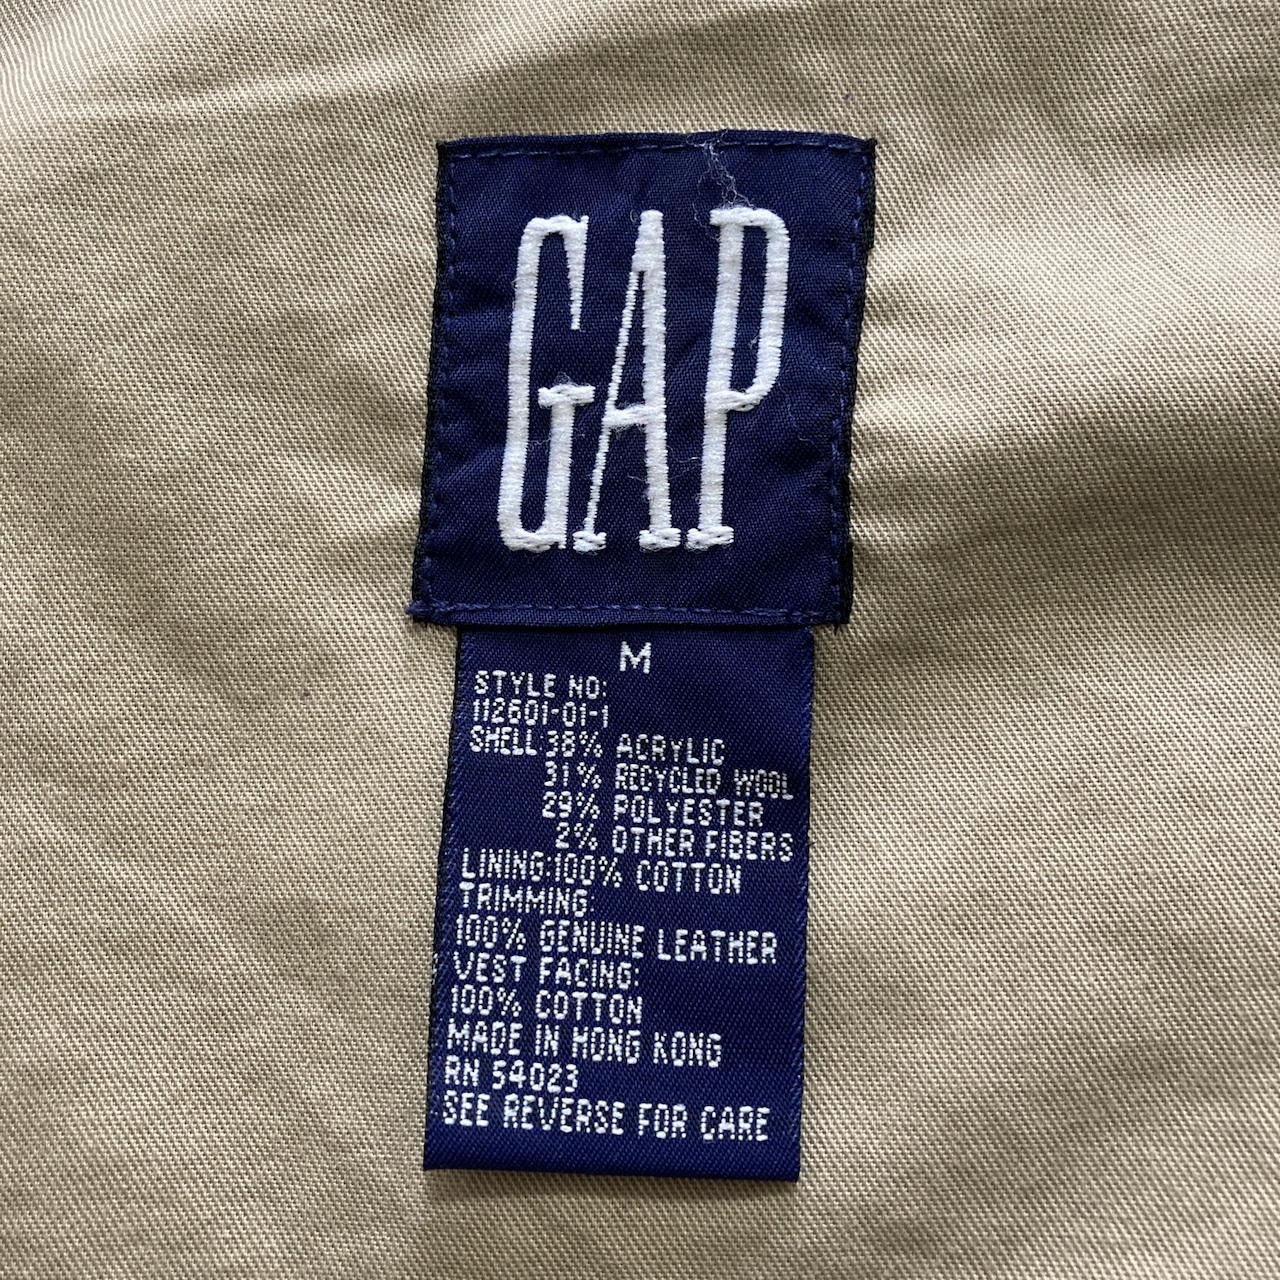 GAP
M
STYLE NO:
112601-01-1
SHELL:38% ACRYLIC
31% RECYCLED WOOL
29% POLYESTER
2% OTHER FIBERS
LINING:100% COTTON
TRIMMING:
100% GENUINE LEATHER
VEST FACING:
100% COTTON
MADE IN HONG KONG
RN 54023
SEE REVERSE FOR CARE